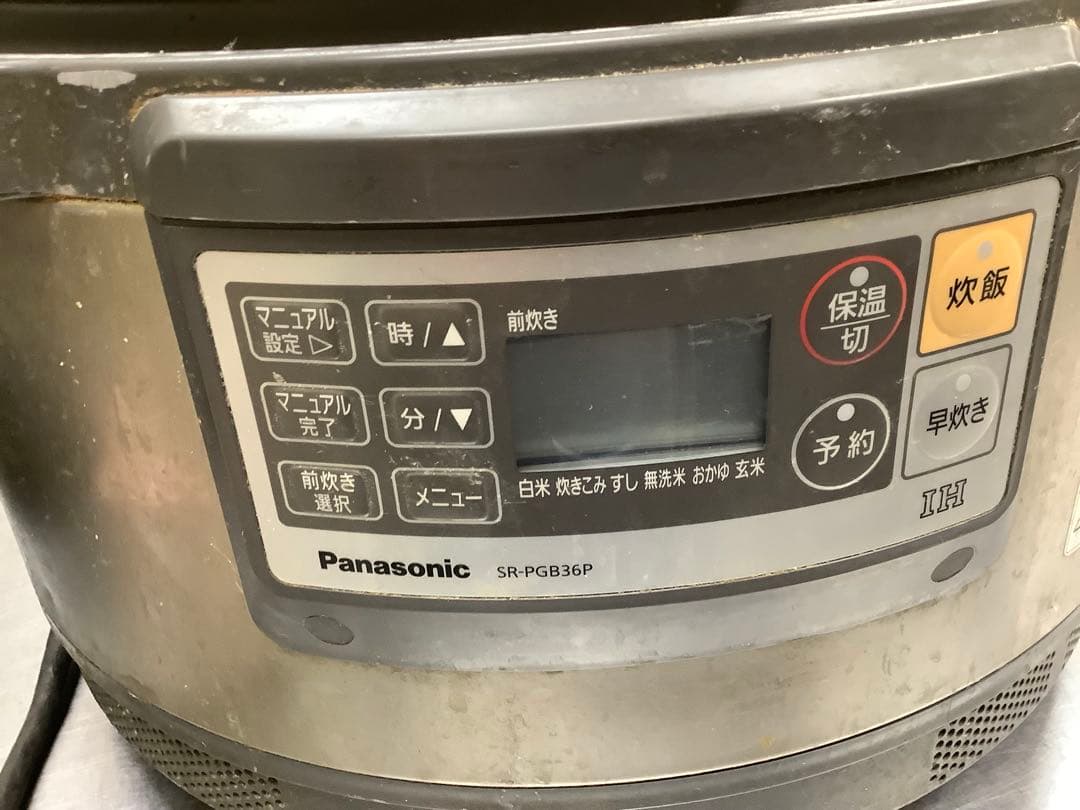 マニュアル
設定 ▷
時/▲
前炊き
保温
切
炊飯
マニュアル
完了
分/▼
予約
早炊き
前炊き
選択
メニュー
白米 炊きこみ すし 無洗米 おかゆ 玄米
IH
Panasonic SR-PGB36P